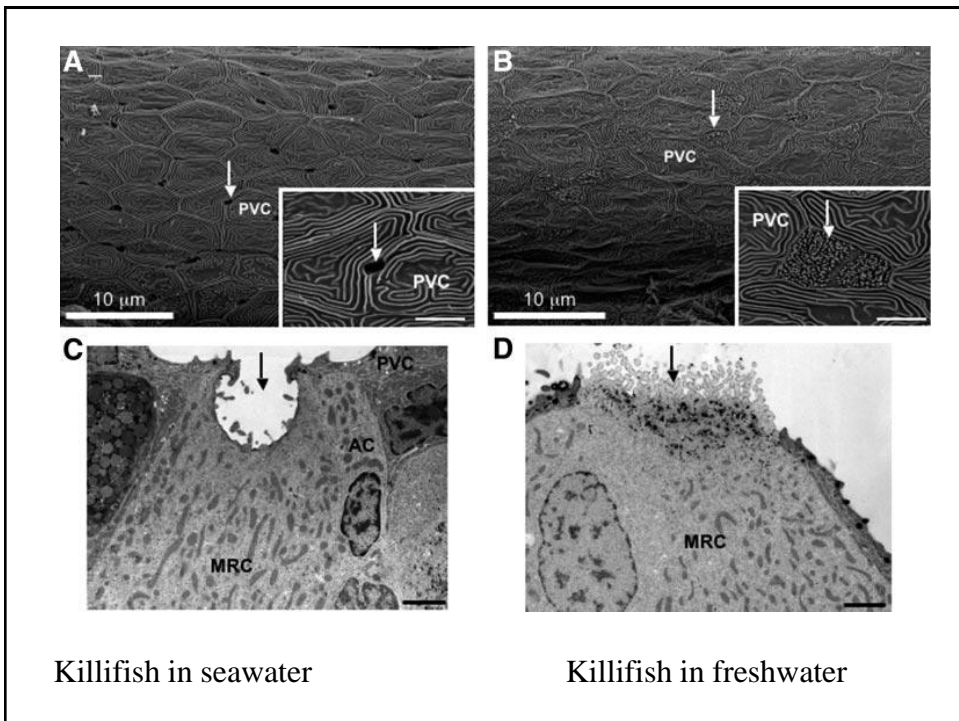 A
B
PVC
PVC
PVC
PVC
10 μm
10 μm
C
D
PVC
AC
MRC
MRC
Killifish in seawater
Killifish in freshwater